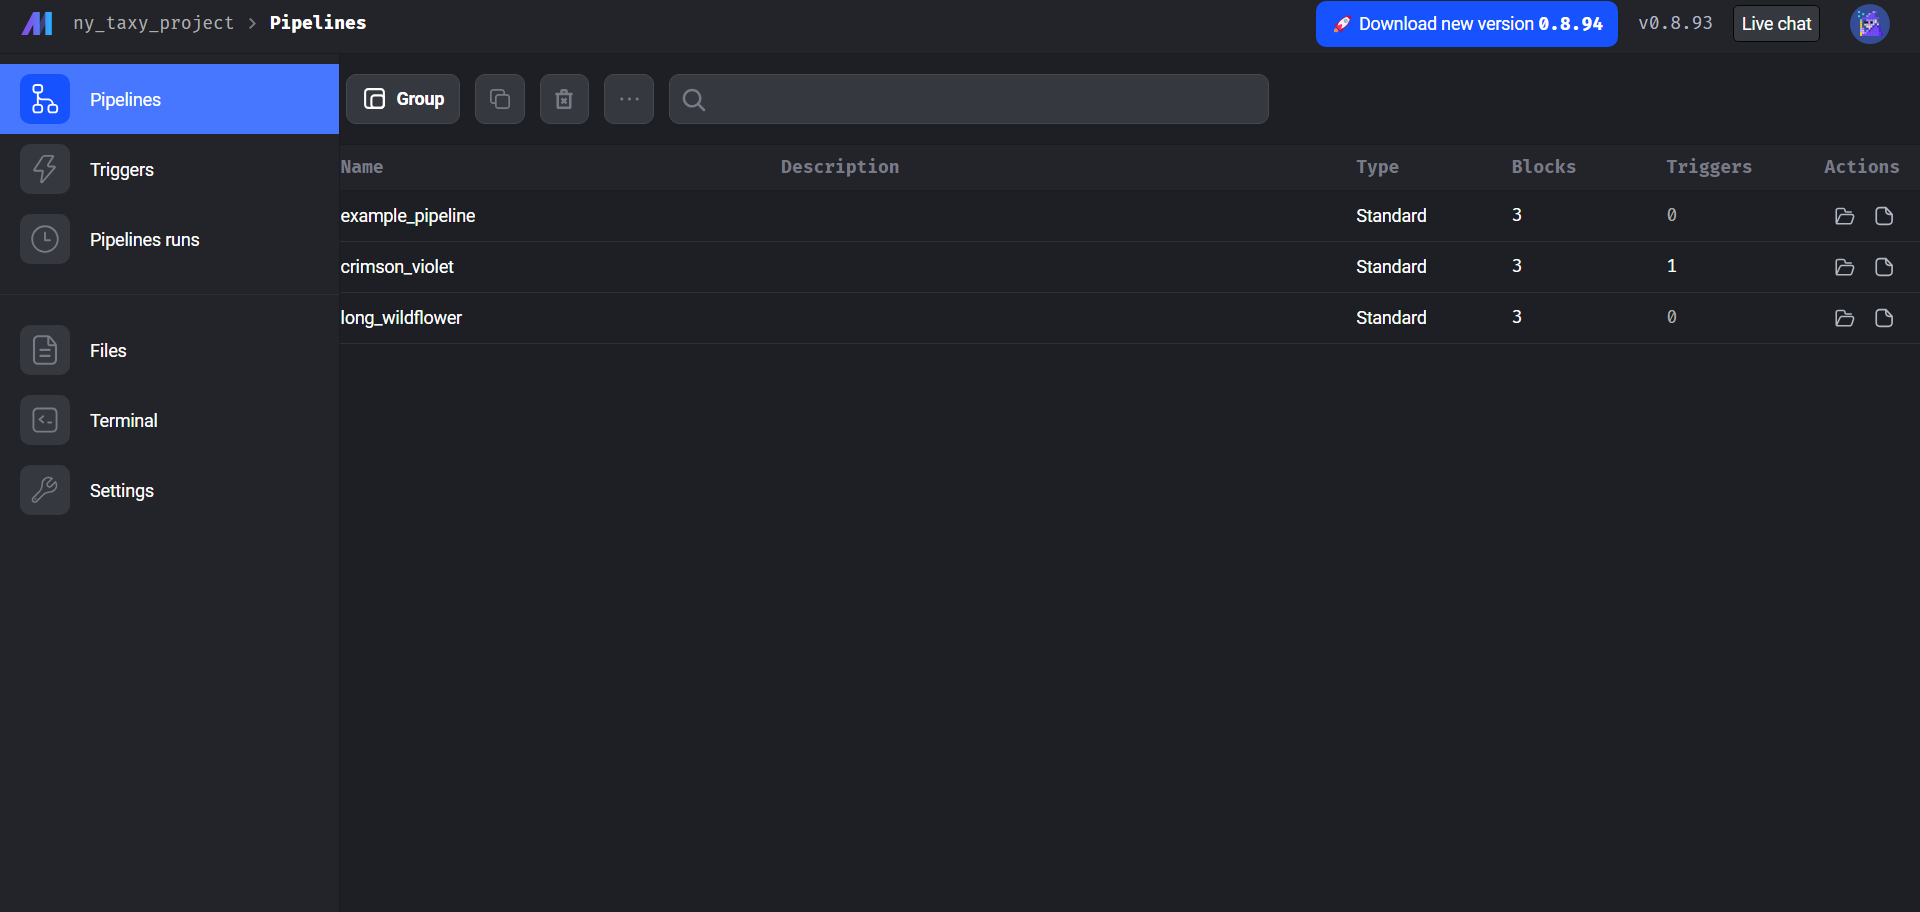 ny_taxy_project > Pipelines
Download new version 0.8.94
v0.8.93
Live chat
Pipelines
Triggers
Pipelines runs
Files
Terminal
Settings
Group
Name Description Type Blocks Triggers Actions
example_pipeline Standard 3 0
crimson_violet Standard 3 1
long_wildflower Standard 3 0